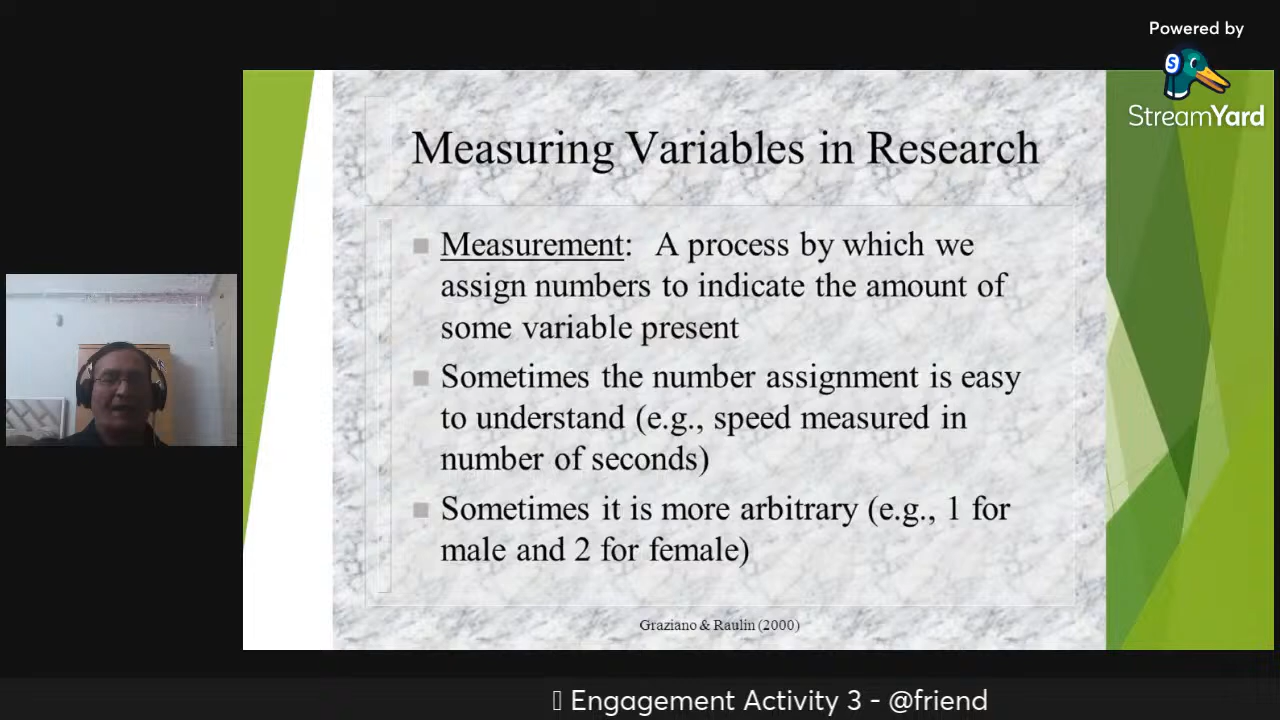 Powered by
StreamYard
Measuring Variables in Research
Measurement: A process by which we
assign numbers to indicate the amount of
some variable present
Sometimes the number assignment is easy
to understand (e.g., speed measured in
number of seconds)
Sometimes it is more arbitrary (e.g., 1 for
male and 2 for female)
Graziano & Raulin (2000)
Engagement Activity 3 - @friend